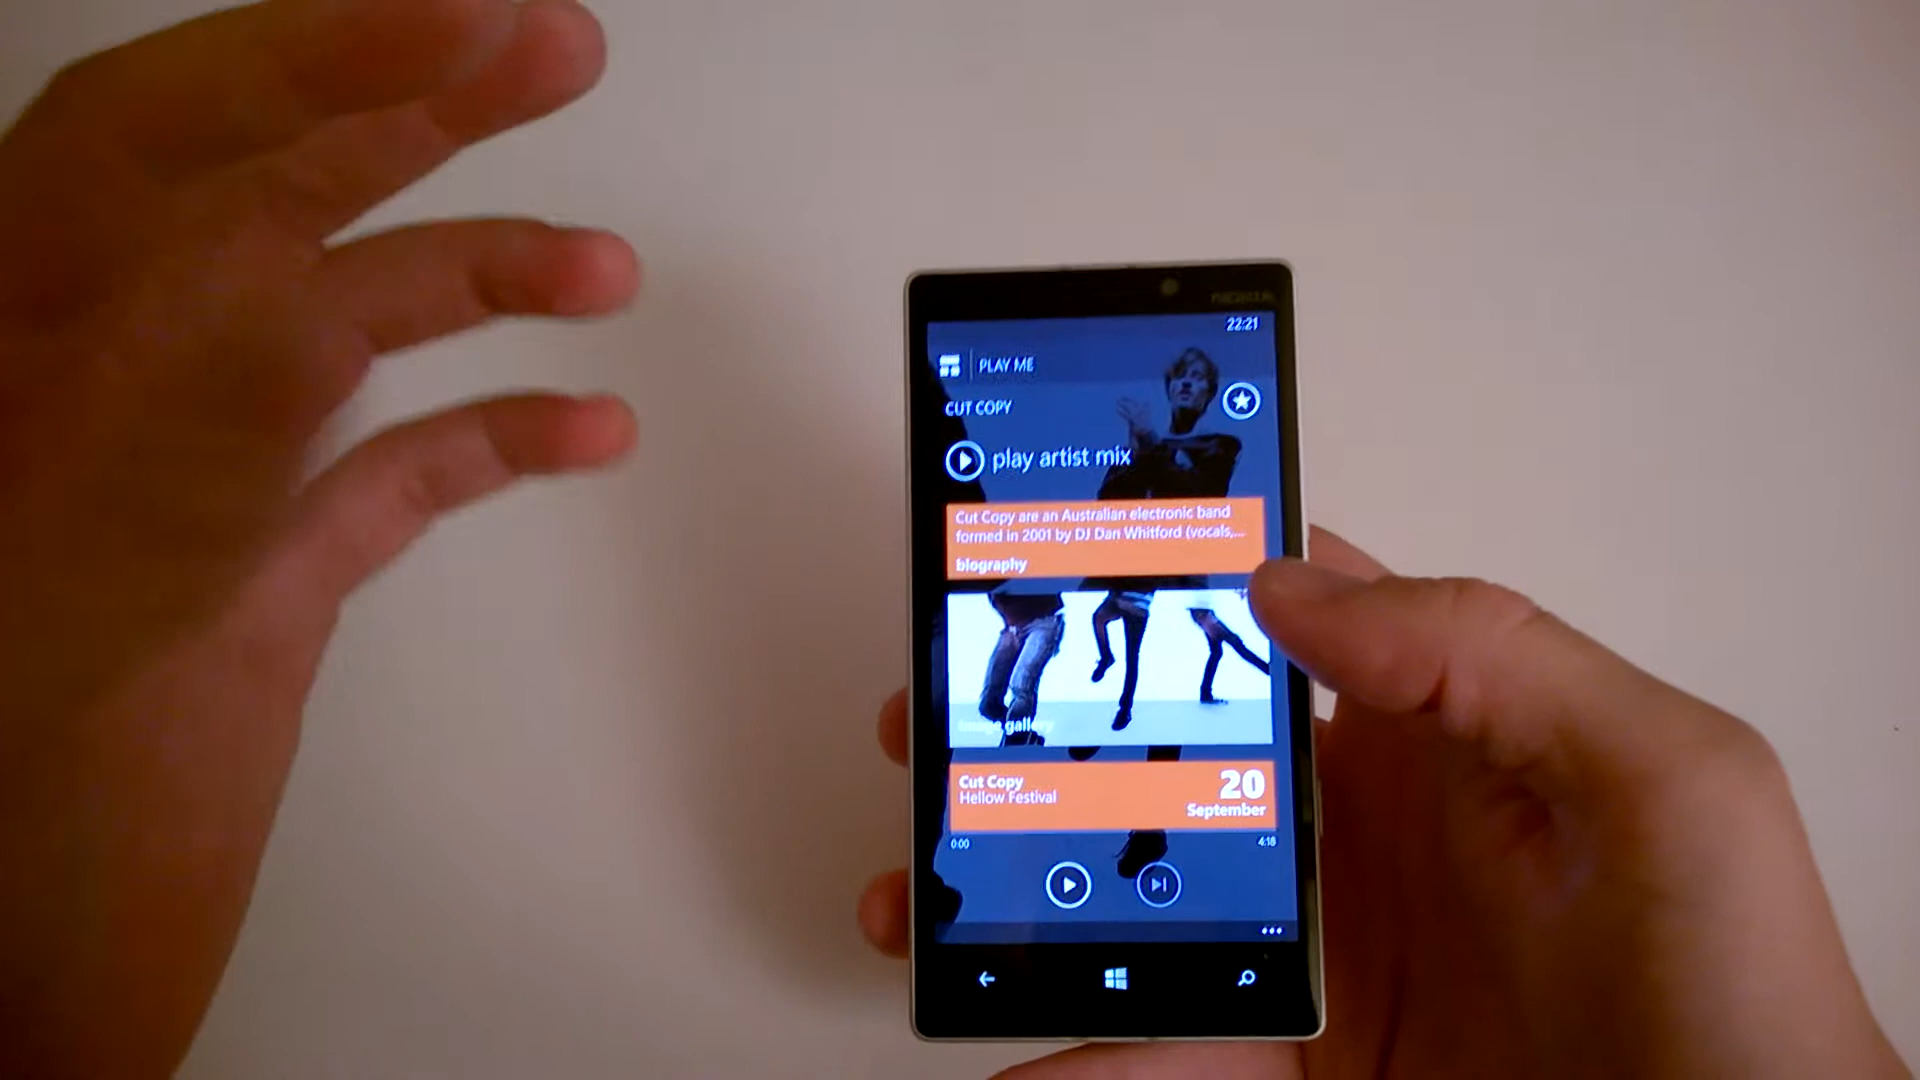 NOKIA
22:21
PLAY ME
CUT COPY
play artist mix
Cut Copy are an Australian electronic band
formed in 2001 by DJ Dan Whitford (vocals,...
biography
image gallery
Cut Copy
Hellow Festival
20
September
0:00
4:18